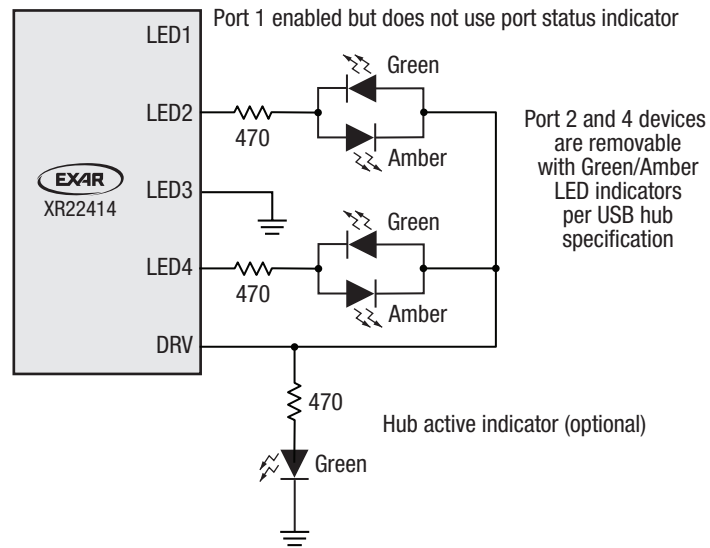 Port 1 enabled but does not use port status indicator
LED1
Green
LED2
470
Amber
Port 2 and 4 devices
are removable
with Green/Amber
LED indicators
per USB hub
specification
EXAR
XR22414
LED3
Green
LED4
470
Amber
DRV
470
Hub active indicator (optional)
Green